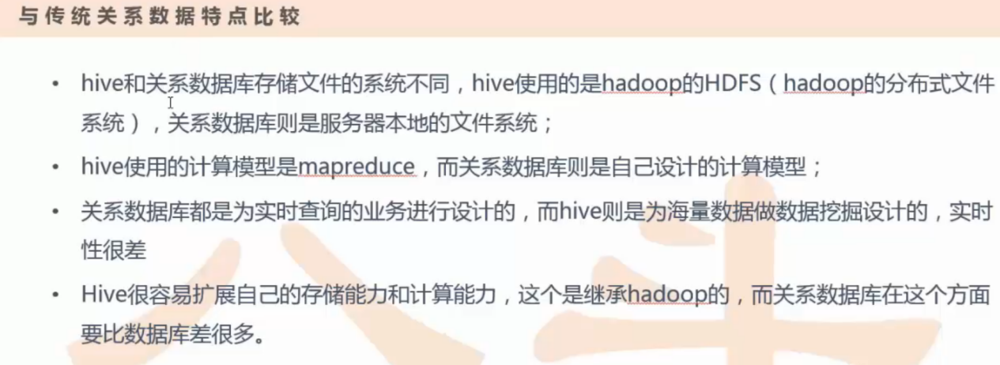 与传统关系数据特点比较
• hive和关系数据库存储文件的系统不同，hive使用的是hadoop的HDFS（hadoop的分布式文件
系统），关系数据库则是服务器本地的文件系统；
• hive使用的计算模型是mapreduce，而关系数据库则是自己设计的计算模型；
• 关系数据库都是为实时查询的业务进行设计的，而hive则是为海量数据做数据挖掘设计的，实时
性很差
• Hive很容易扩展自己的存储能力和计算能力，这个是继承hadoop的，而关系数据库在这个方面
要比数据库差很多。
八斗